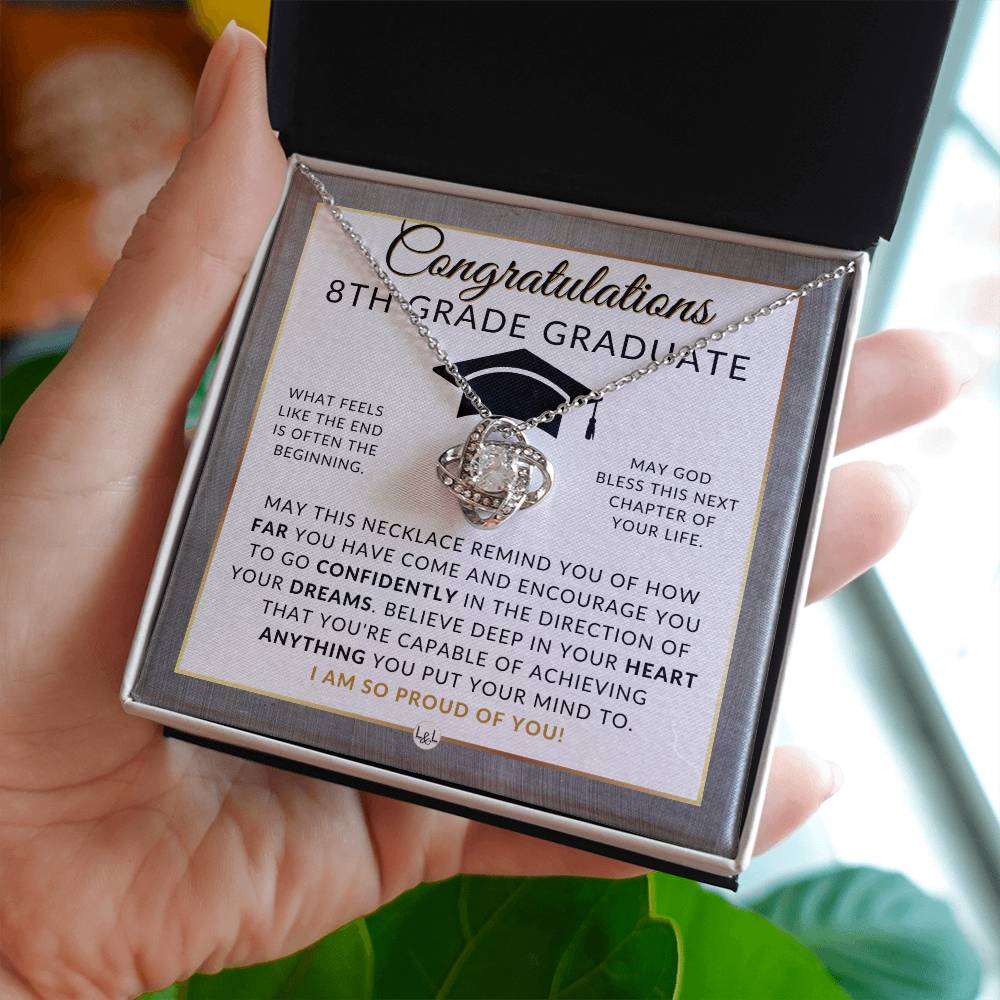 Congratulations
8TH GRADE GRADUATE
WHAT FEELS
LIKE THE END
IS OFTEN THE
BEGINNING.
MAY GOD
BLESS THIS NEXT
CHAPTER OF
YOUR LIFE.
MAY THIS NECKLACE REMIND YOU OF HOW
FAR YOU HAVE COME AND ENCOURAGE YOU
TO GO CONFIDENTLY IN THE DIRECTION OF
YOUR DREAMS. BELIEVE DEEP IN YOUR HEART
THAT YOU'RE CAPABLE OF ACHIEVING
ANYTHING YOU PUT YOUR MIND TO.
I AM SO PROUD OF YOU!
L&L